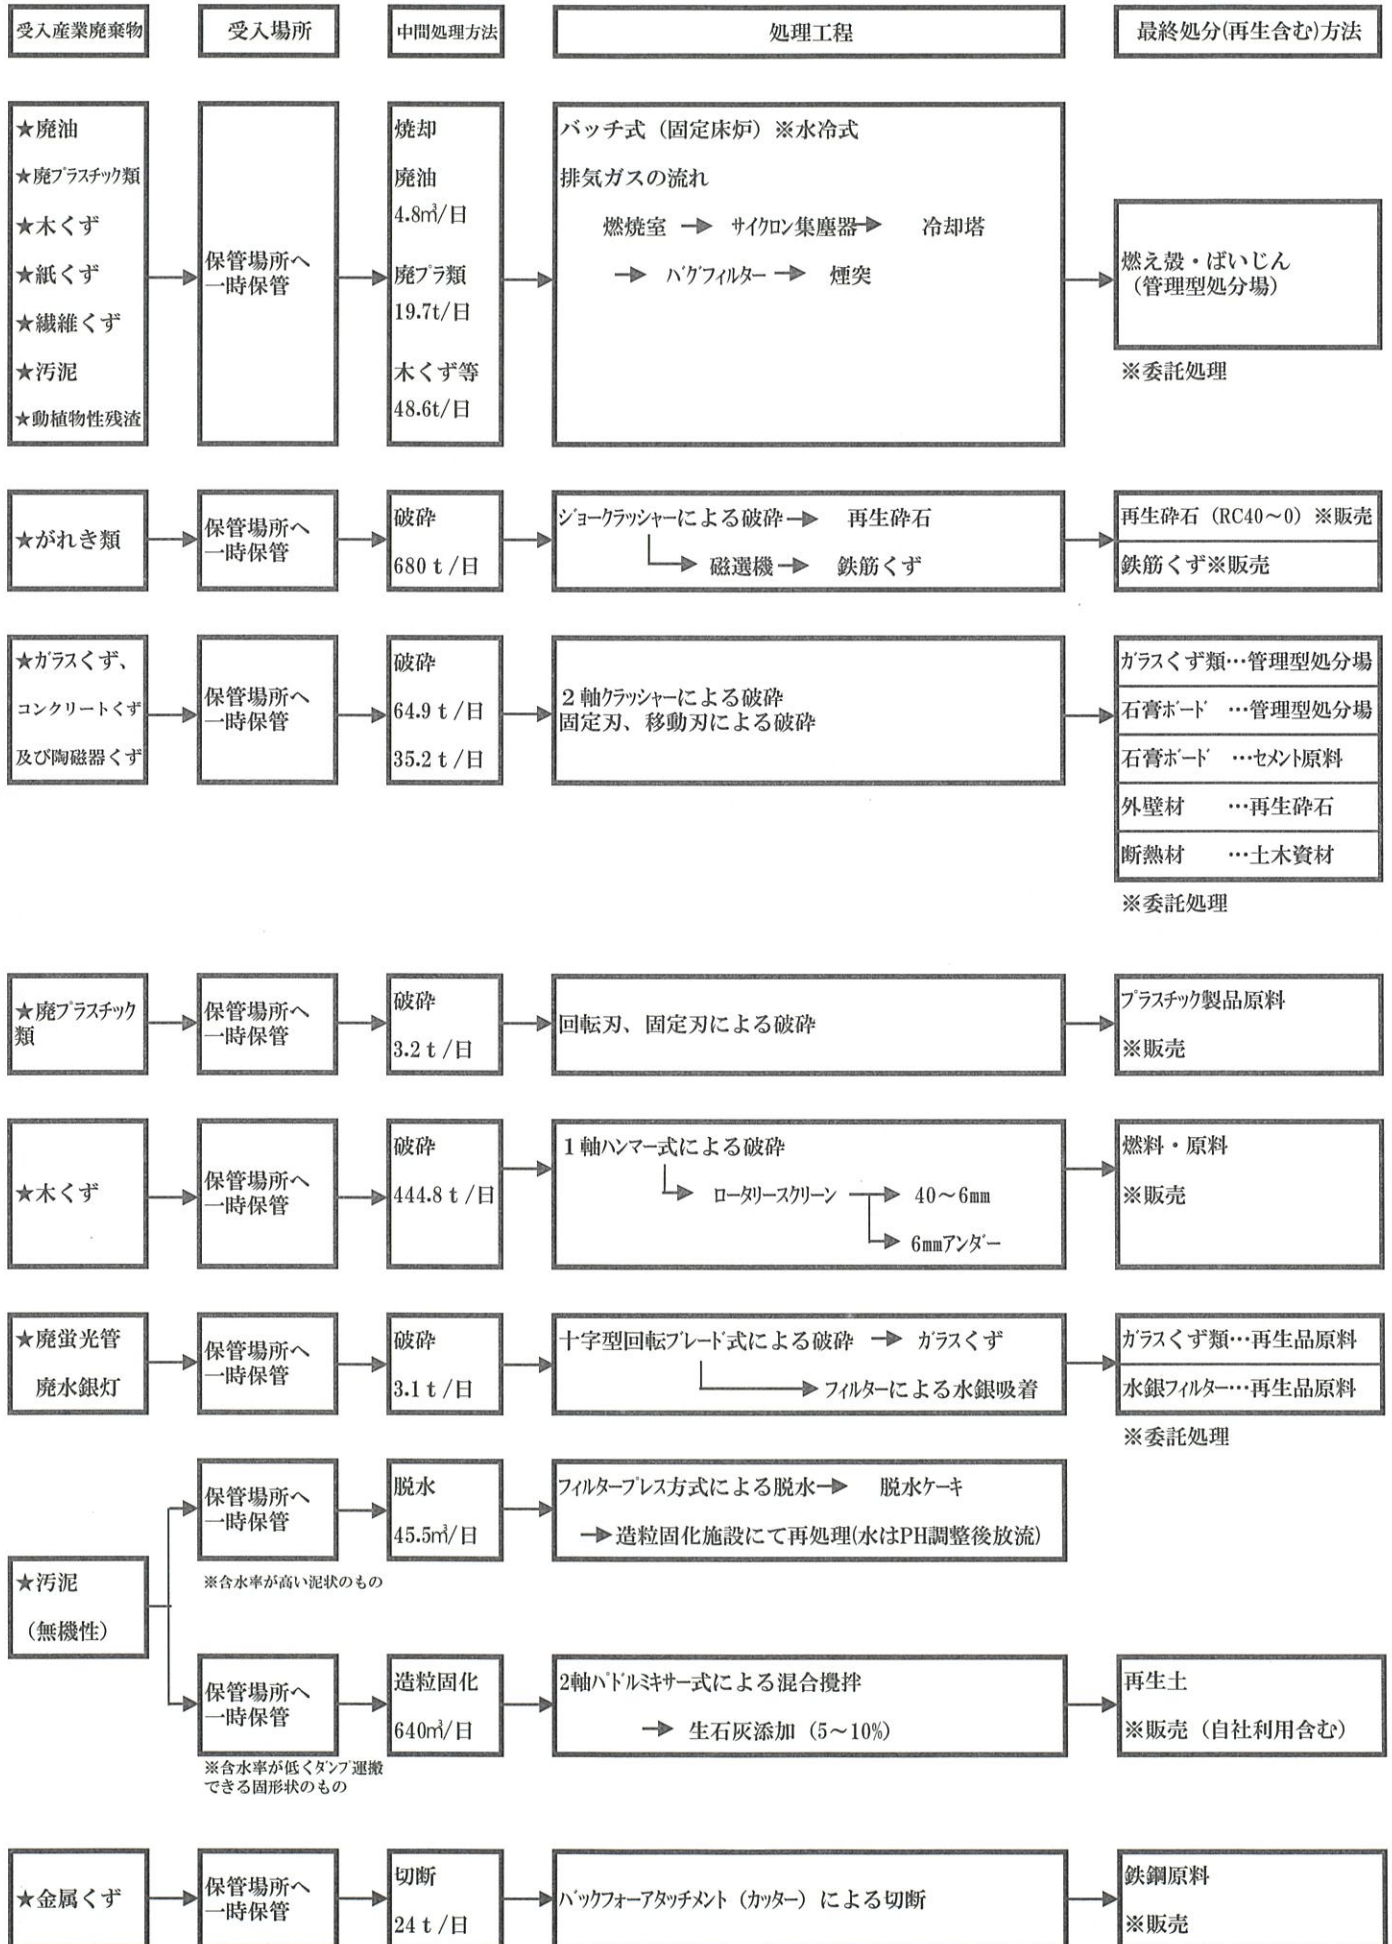 受入産業廃棄物
受入場所
中間処理方法
処理工程
最終処分(再生含む)方法
★廃油
★廃プラスチック類
★木くず
★紙くず
★繊維くず
★汚泥
★動植物性残渣
保管場所へ
一時保管
焼却
廃油
4.8㎥/日
廃プラ類
19.7t/日
木くず等
48.6t/日
バッチ式（固定床炉）※水冷式
排気ガスの流れ
燃焼室 → サイクロン集塵器→ 冷却塔
→ バグフィルター → 煙突
燃え殻・ばいじん
（管理型処分場）
※委託処理
★がれき類
保管場所へ
一時保管
破砕
680ｔ/日
ジョークラッシャーによる破砕→ 再生砕石
→ 磁選機→ 鉄筋くず
再生砕石（RC40～0）※販売
鉄筋くず※販売
★ガラスくず、
コンクリートくず
及び陶磁器くず
保管場所へ
一時保管
破砕
64.9ｔ/日
35.2ｔ/日
２軸クラッシャーによる破砕
固定刃、移動刃による破砕
ガラスくず類…管理型処分場
石膏ボード …管理型処分場
石膏ボード …セメント原料
外壁材 …再生砕石
断熱材 …土木資材
※委託処理
★廃プラスチック
類
保管場所へ
一時保管
破砕
3.2ｔ/日
回転刃、固定刃による破砕
プラスチック製品原料
※販売
★木くず
保管場所へ
一時保管
破砕
444.8ｔ/日
１軸ハンマー式による破砕
→ ロータリースクリーン → 40～6㎜
→ 6㎜アンダー
燃料・原料
※販売
★廃蛍光管
廃水銀灯
保管場所へ
一時保管
破砕
3.1ｔ/日
十字型回転ブレード式による破砕 → ガラスくず
→ フィルターによる水銀吸着
ガラスくず類…再生品原料
水銀フィルター…再生品原料
※委託処理
★汚泥
（無機性）
保管場所へ
一時保管
※含水率が高い泥状のもの
脱水
45.5㎥/日
フィルタープレス方式による脱水→ 脱水ケーキ
→造粒固化施設にて再処理(水はPH調整後放流)
保管場所へ
一時保管
※含水率が低くダンプ運搬
できる固形状のもの
造粒固化
640㎥/日
2軸パドルミキサー式による混合攪拌
→ 生石灰添加（5～10%）
再生土
※販売（自社利用含む）
★金属くず
保管場所へ
一時保管
切断
24ｔ/日
バックフォーアタッチメント（カッター）による切断
鉄鋼原料
※販売